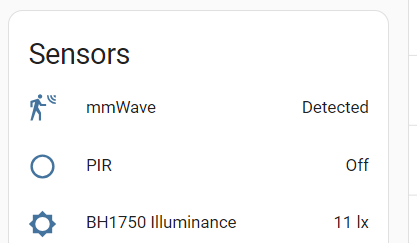 Sensors
mmWave Detected
PIR Off
BH1750 Illuminance 11 lx